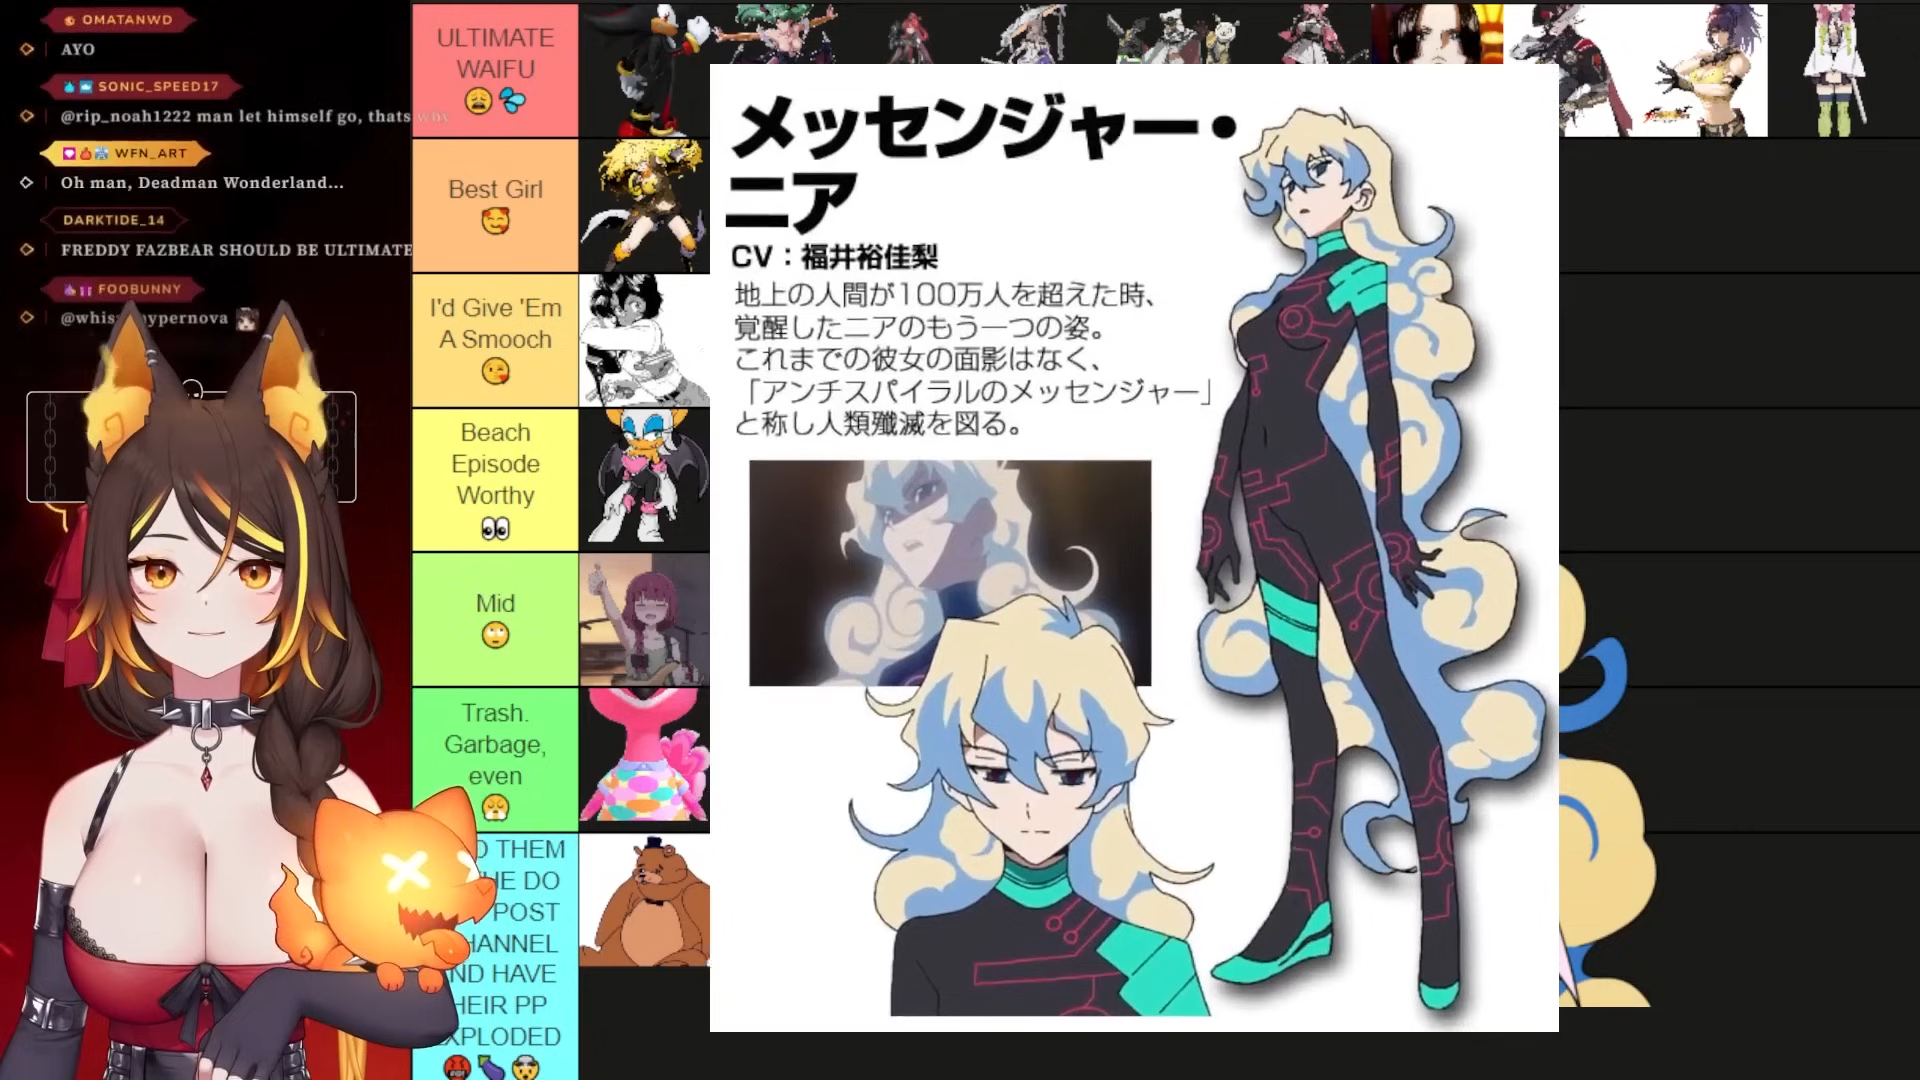 OMATANWD
AYO
SONIC_SPEED17
@rip_noah1222 man let himself go, thats why
WFN_ART
Oh man, Deadman Wonderland...
DARKTIDE_14
FREDDY FAZBEAR SHOULD BE ULTIMATE
FOOBUNNY
ULTIMATE
WAIFU
Best Girl
I'd Give 'Em
A Smooch
Beach
Episode
Worthy
Mid
Trash.
Garbage,
even
THEM
DO
POST
HAVE
PP
メッセンジャー・
ニア
CV：福井裕佳梨
地上の人間が100万人を超えた時、
覚醒したニアのもう一つの姿。
これまでの彼女の面影はなく、
「アンチスパイラルのメッセンジャー」
と称し人類殲滅を図る。